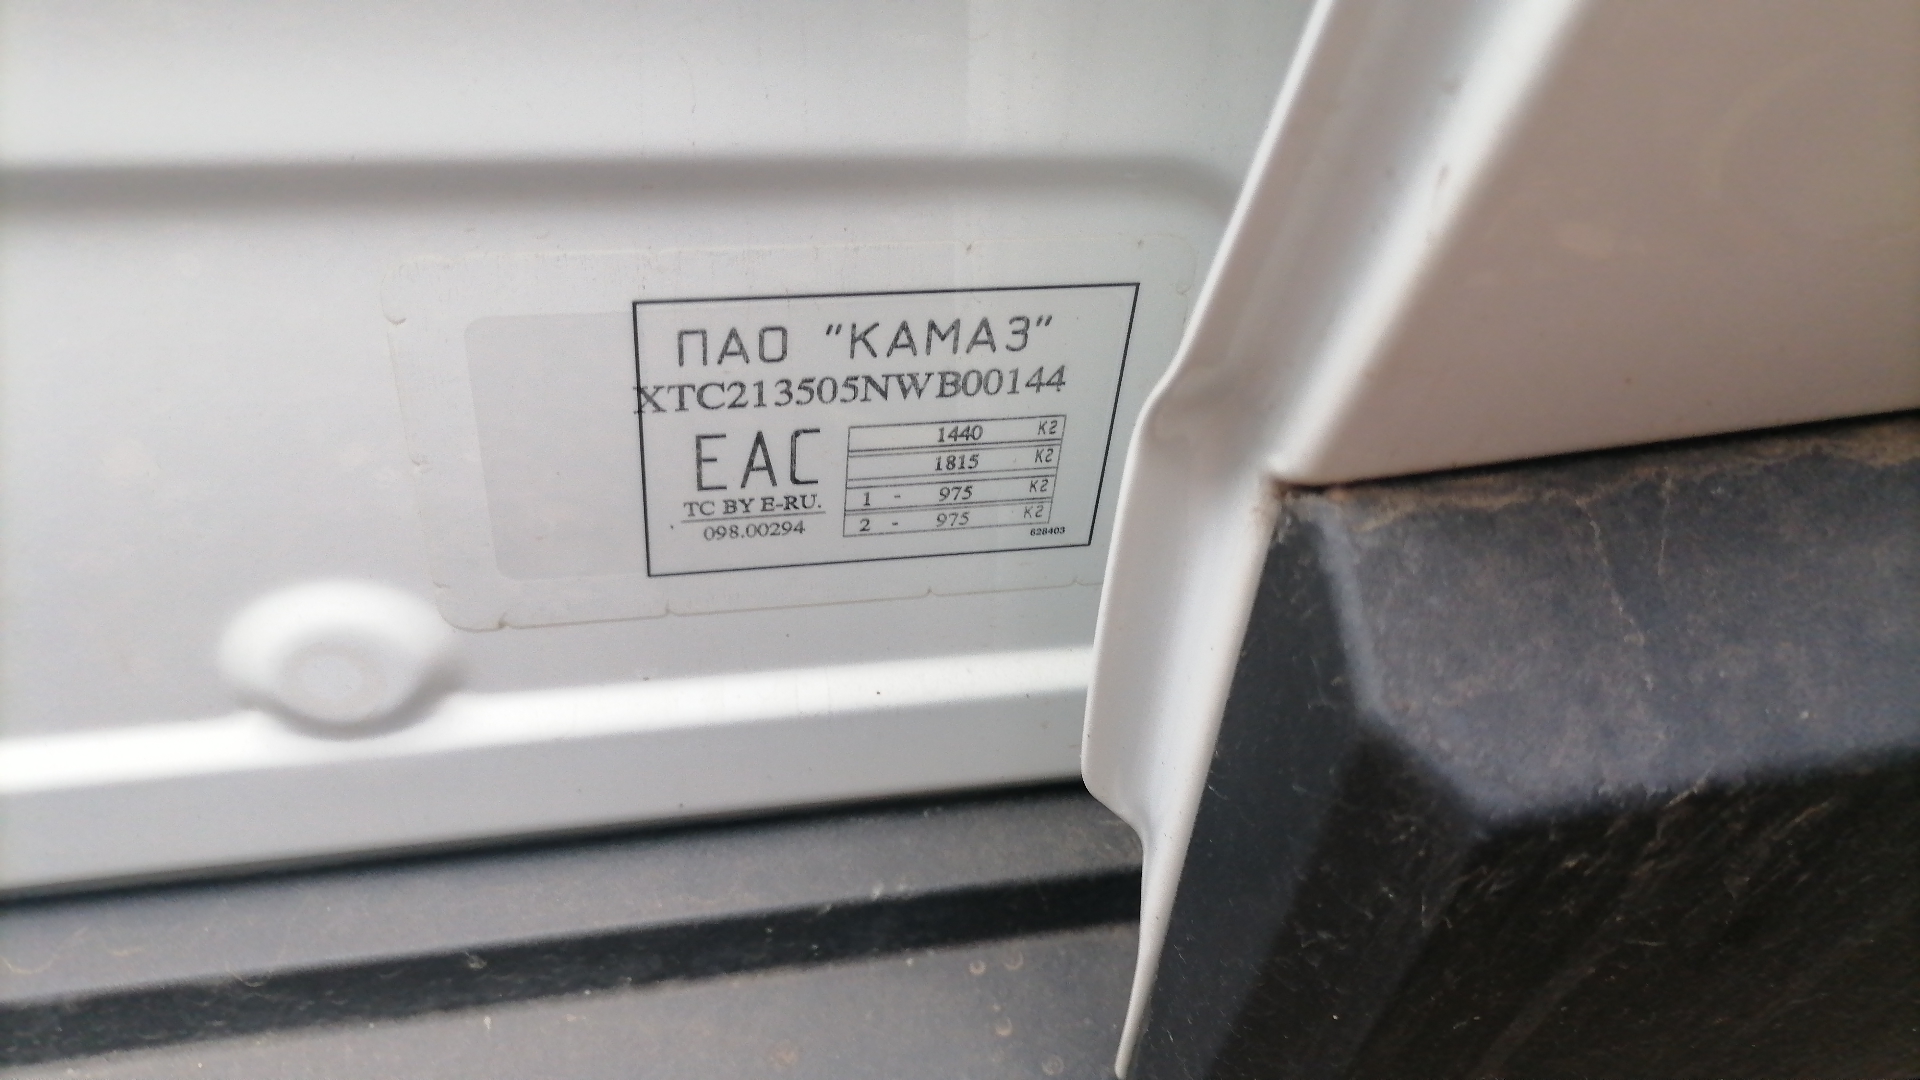 ПАО "КАМАЗ"
XTC213505NWB00144
ЕАС
TC BY E-RU.
098.00294
1440 кг
1815 кг
1 - 975 кг
2 - 975 кг
628403